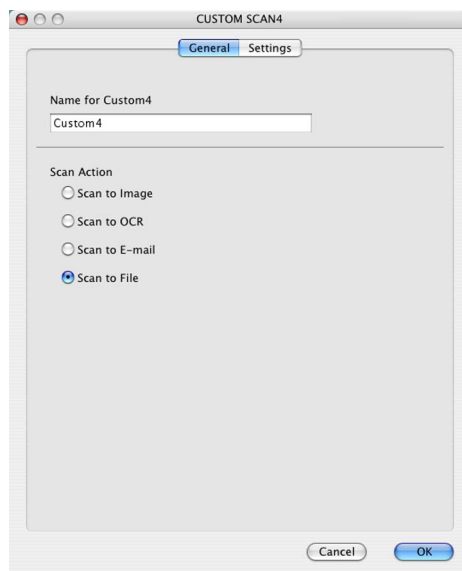 CUSTOM SCAN4
General Settings
Name for Custom4
Custom4
Scan Action
Scan to Image
Scan to OCR
Scan to E-mail
Scan to File
Cancel OK